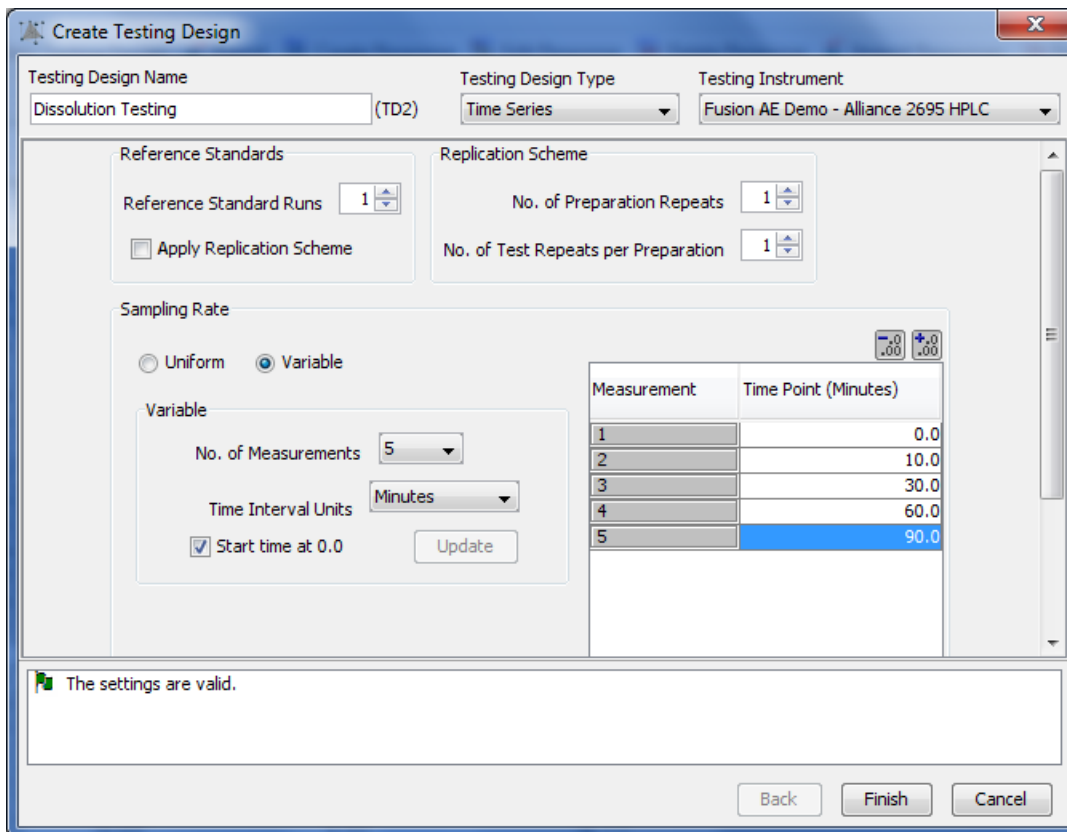 Create Testing Design
Testing Design Name
Testing Design Type
Testing Instrument
Dissolution Testing
(TD2)
Time Series
Fusion AE Demo - Alliance 2695 HPLC
Reference Standards
Replication Scheme
Reference Standard Runs 1
No. of Preparation Repeats 1
Apply Replication Scheme
No. of Test Repeats per Preparation 1
Sampling Rate
Uniform
Variable
-.0 .00
+.0 .00
Variable
No. of Measurements 5
Time Interval Units Minutes
Start time at 0.0
Update
Measurement Time Point (Minutes)
1 0.0
2 10.0
3 30.0
4 60.0
5 90.0
The settings are valid.
Back
Finish
Cancel